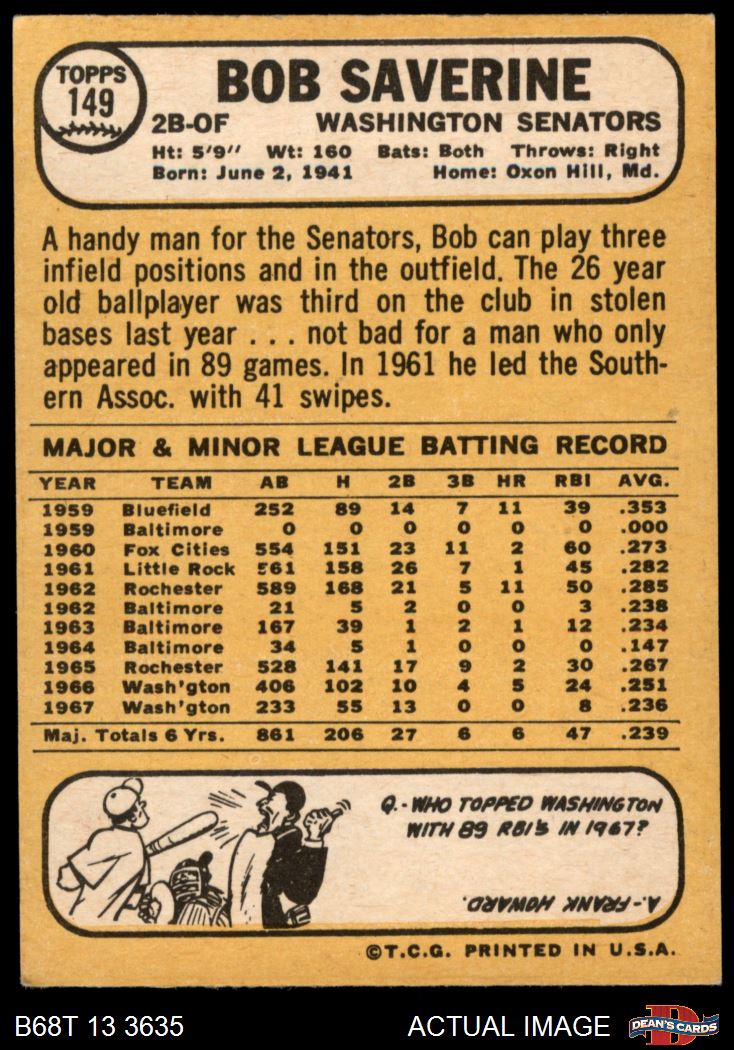 TOPPS
149
BOB SAVERINE
2B-OF WASHINGTON SENATORS
Ht: 5'9" Wt: 160 Bats: Both Throws: Right
Born: June 2, 1941 Home: Oxon Hill, Md.
A handy man for the Senators, Bob can play three
infield positions and in the outfield. The 26 year
old ballplayer was third on the club in stolen
bases last year . . . not bad for a man who only
appeared in 89 games. In 1961 he led the South-
ern Assoc. with 41 swipes.
MAJOR & MINOR LEAGUE BATTING RECORD
YEAR TEAM AB H 2B 3B HR RBI AVG.
1959 Bluefield 252 89 14 7 11 39 .353
1959 Baltimore 0 0 0 0 0 0 .000
1960 Fox Cities 554 151 23 11 2 60 .273
1961 Little Rock 561 158 26 7 1 45 .282
1962 Rochester 589 168 21 5 11 50 .285
1962 Baltimore 21 5 2 0 0 3 .238
1963 Baltimore 167 39 1 2 1 12 .234
1964 Baltimore 34 5 1 0 0 0 .147
1965 Rochester 528 141 17 9 2 30 .267
1966 Wash'gton 406 102 10 4 5 24 .251
1967 Wash'gton 233 55 13 0 0 8 .236
Maj. Totals 6 Yrs. 861 206 27 6 6 47 .239
Q.-WHO TOPPED WASHINGTON
WITH 89 RBI'S IN 1967?
A.-FRANK HOWARD.
©T.C.G. PRINTED IN U.S.A.
B68T 13 3635 ACTUAL IMAGE DEAN'S CARDS